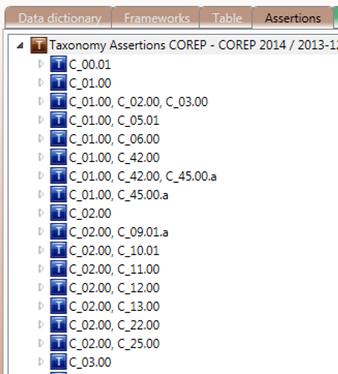 Data dictionary Frameworks Table Assertions
T Taxonomy Assertions COREP - COREP 2014 / 2013-12
T C_00.01
T C_01.00
T C_01.00, C_02.00, C_03.00
T C_01.00, C_05.01
T C_01.00, C_06.00
T C_01.00, C_42.00
T C_01.00, C_42.00, C_45.00.a
T C_01.00, C_45.00.a
T C_02.00
T C_02.00, C_09.01.a
T C_02.00, C_10.01
T C_02.00, C_11.00
T C_02.00, C_12.00
T C_02.00, C_13.00
T C_02.00, C_22.00
T C_02.00, C_25.00
T C_03.00